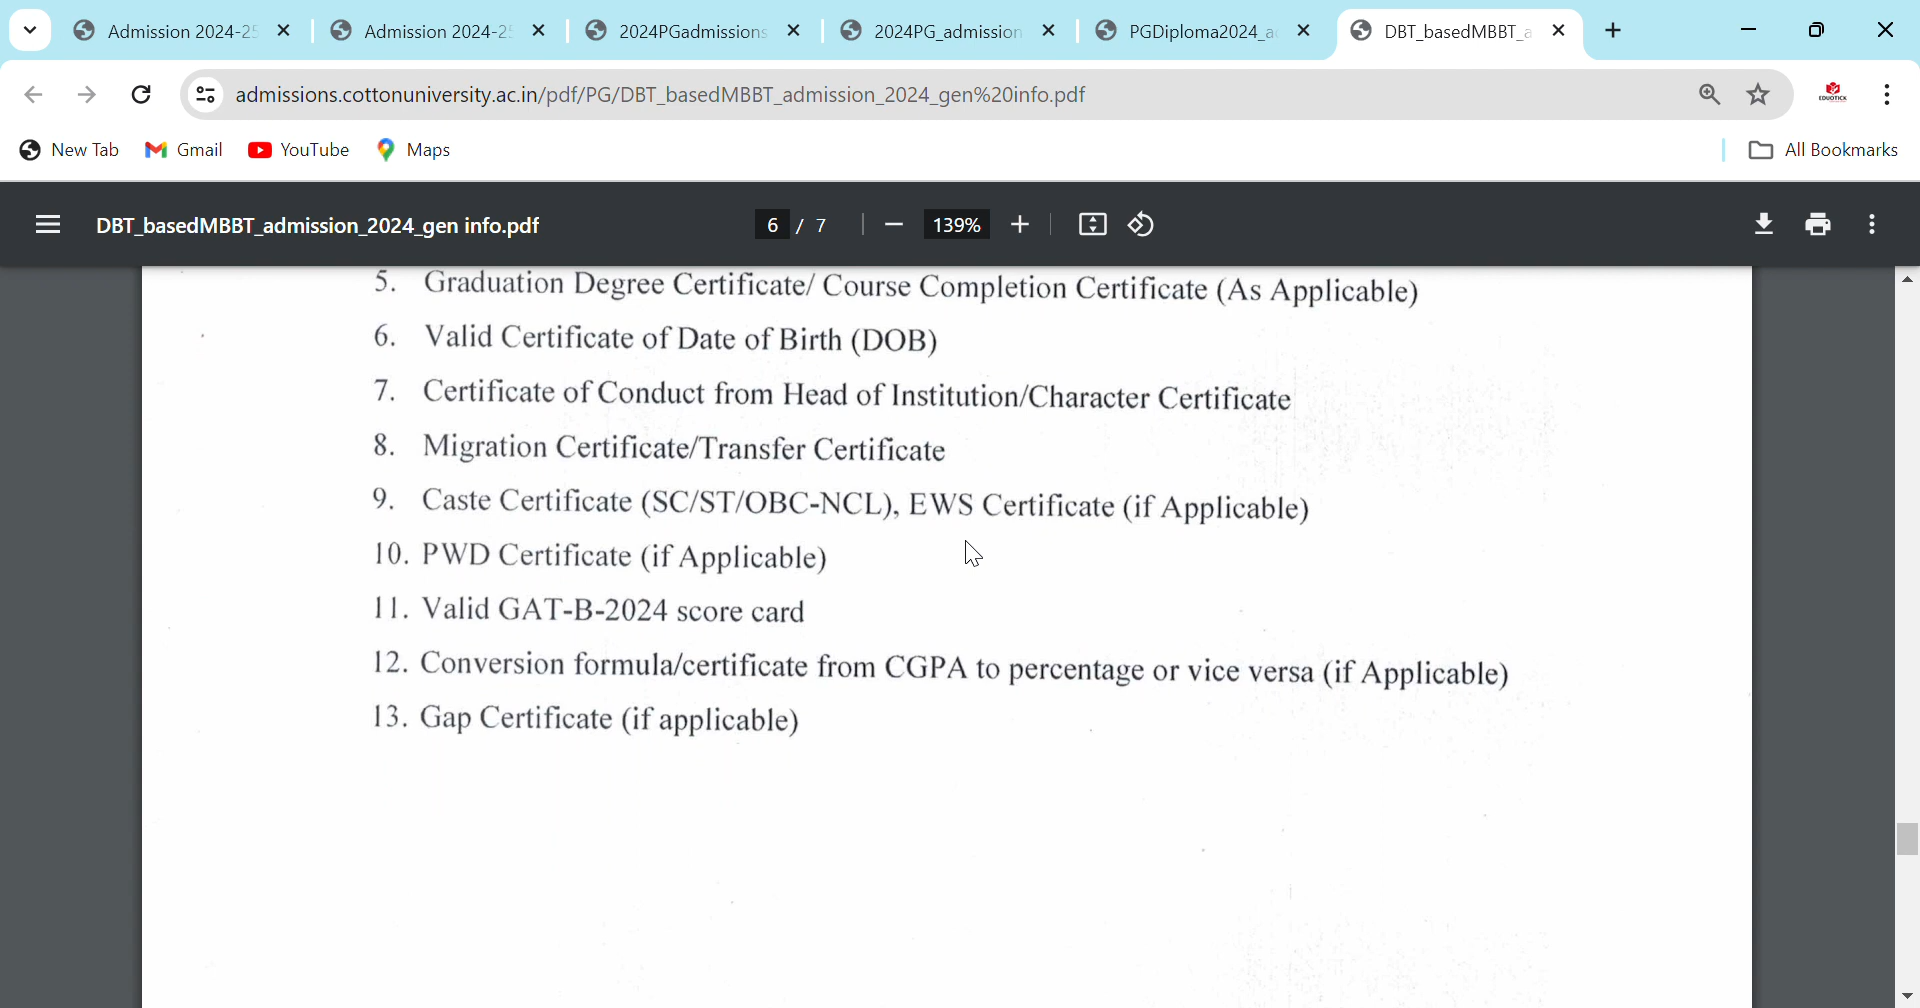 Admission 2024-25
Admission 2024-2
2024PGadmissions
2024PG_admission
PGDiploma2024_a
DBT_basedMBBT_a
admissions.cottonuniversity.ac.in/pdf/PG/DBT_basedMBBT_admission_2024_gen%20info.pdf
EDUOTICK
New Tab
Gmail
YouTube
Maps
All Bookmarks
DBT_basedMBBT_admission_2024_gen info.pdf
6 / 7
139%
5. Graduation Degree Certificate/ Course Completion Certificate (As Applicable)
6. Valid Certificate of Date of Birth (DOB)
7. Certificate of Conduct from Head of Institution/Character Certificate
8. Migration Certificate/Transfer Certificate
9. Caste Certificate (SC/ST/OBC-NCL), EWS Certificate (if Applicable)
10. PWD Certificate (if Applicable)
11. Valid GAT-B-2024 score card
12. Conversion formula/certificate from CGPA to percentage or vice versa (if Applicable)
13. Gap Certificate (if applicable)